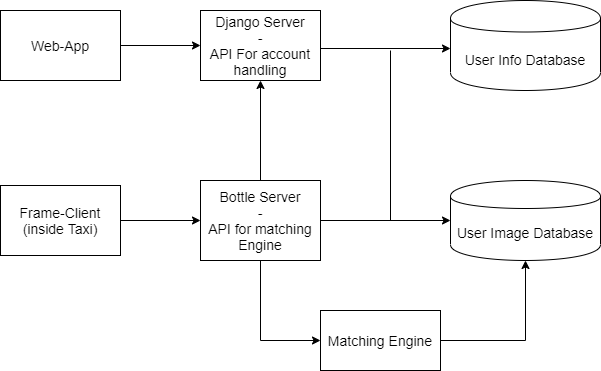 Web-App
Django Server
-
API For account
handling
User Info Database
Frame-Client
(inside Taxi)
Bottle Server
-
API for matching
Engine
User Image Database
Matching Engine